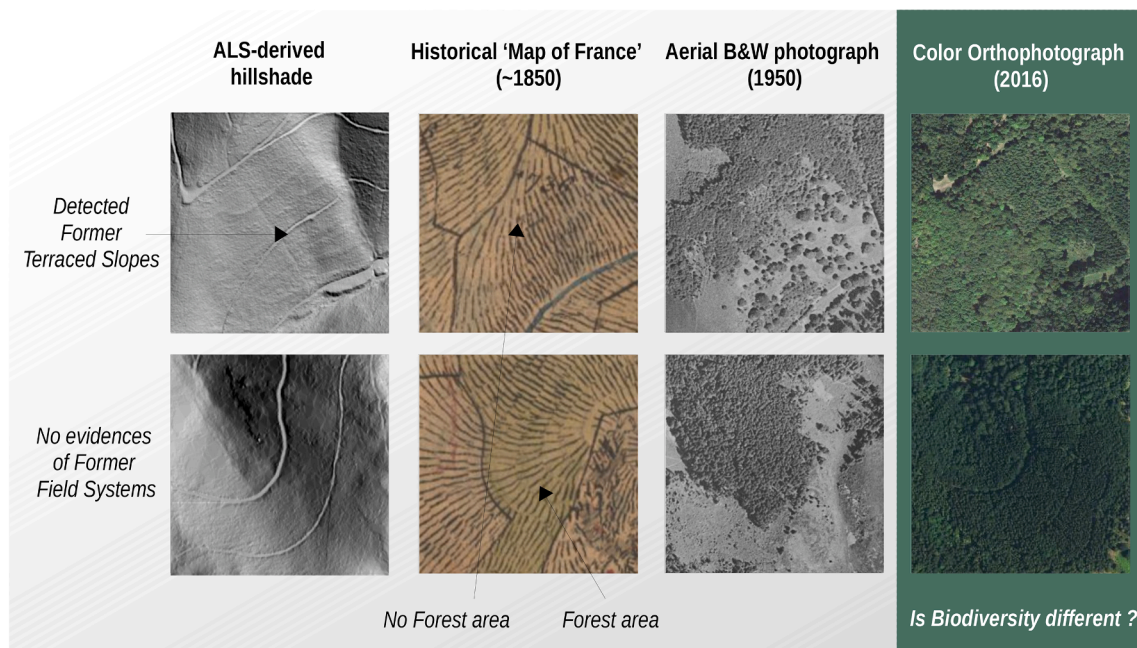 ALS-derived
hillshade
Historical ‘Map of France’
(~1850)
Aerial B&W photograph
(1950)
Color Orthophotograph
(2016)
Detected
Former
Terraced Slopes
No evidences
of Former
Field Systems
No Forest area
Forest area
Is Biodiversity different ?